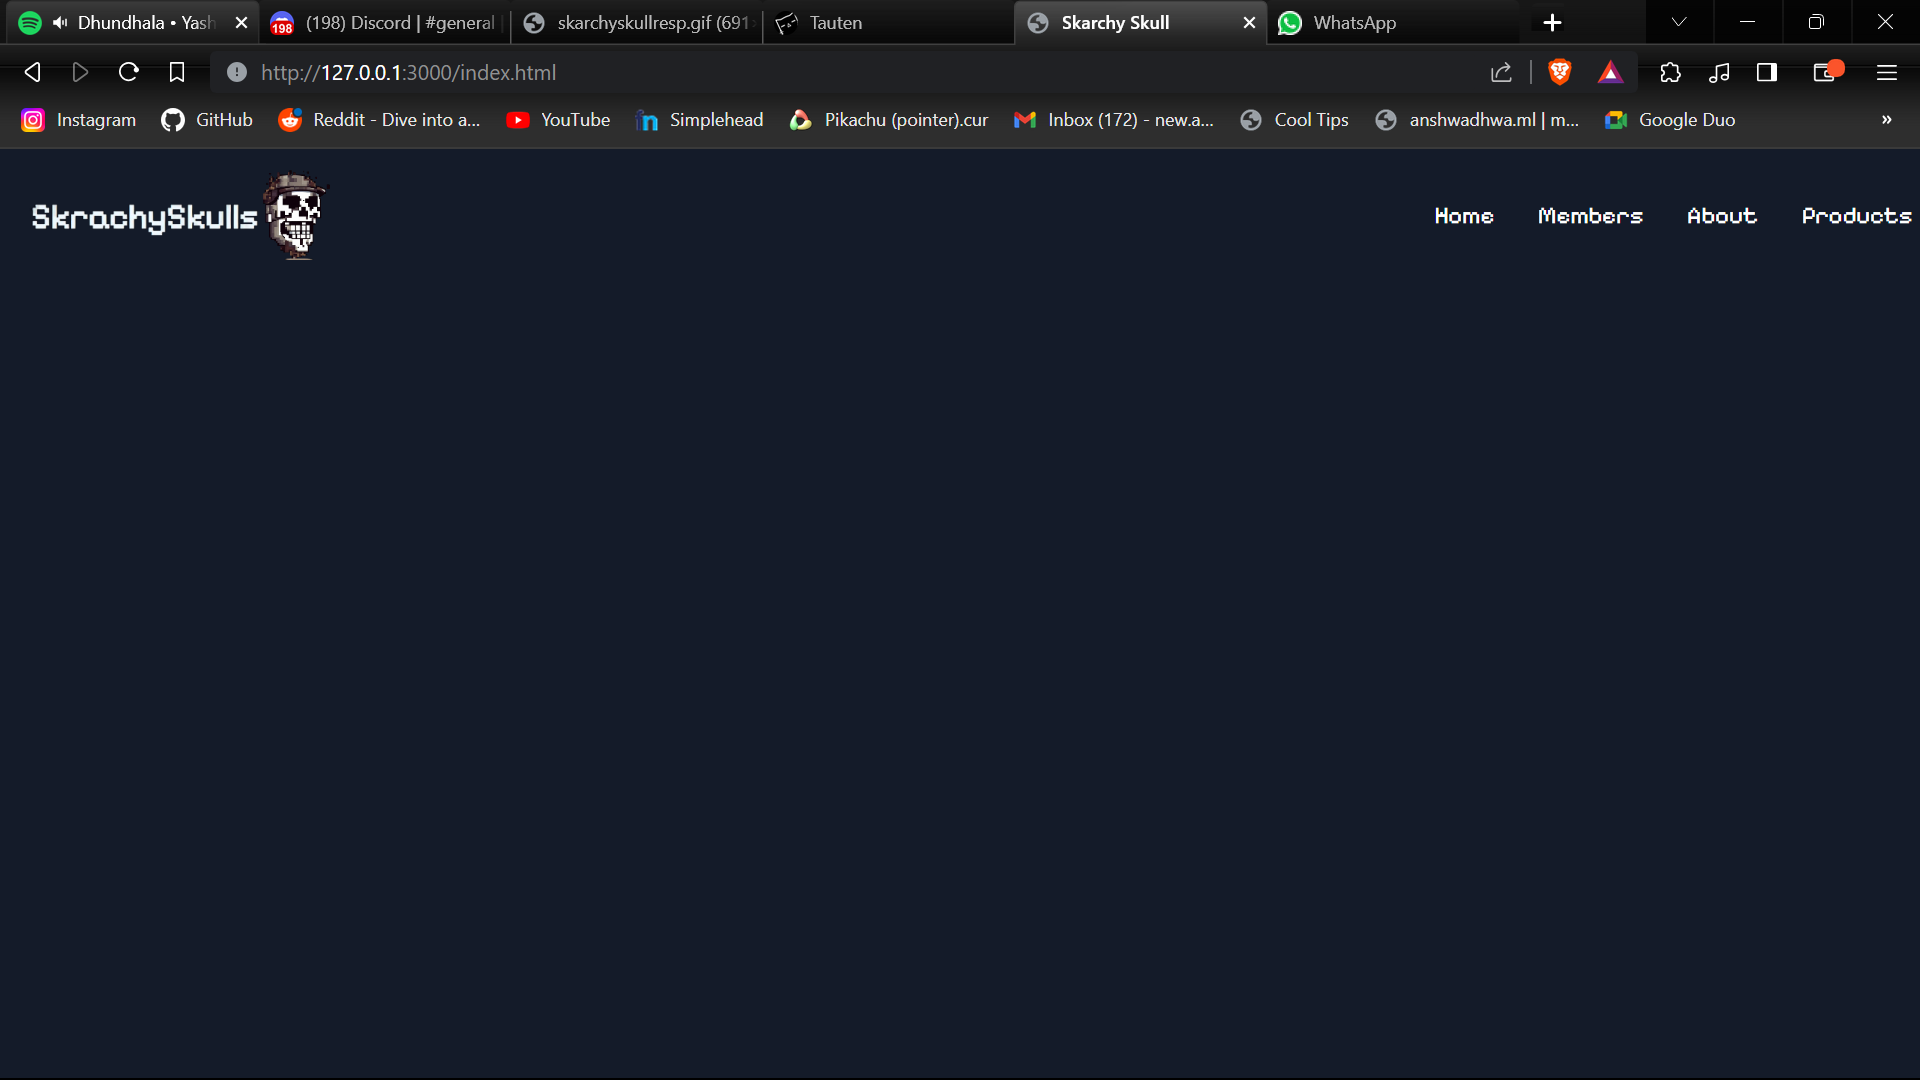 Dhundhala • Yash
(198) Discord | #general
skarchyskullresp.gif (691
Tauten
Skarchy Skull
WhatsApp
198
http://127.0.0.1:3000/index.html
Instagram
GitHub
Reddit - Dive into a...
YouTube
in
Simplehead
Pikachu (pointer).cur
Inbox (172) - new.a...
Cool Tips
anshwadhwa.ml | m...
Google Duo
»
SkrachySkulls
Home
Members
About
Products